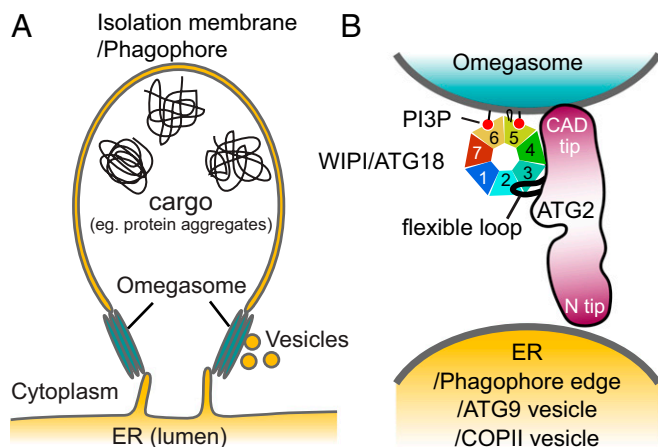 A
Isolation membrane
/Phagophore
cargo
(eg. protein aggregates)
Omegasome
Vesicles
Cytoplasm
ER (lumen)
B
Omegasome
PI3P
WIPI/ATG18
6
5
7
4
1
2
3
CAD
tip
ATG2
flexible loop
N tip
ER
/Phagophore edge
/ATG9 vesicle
/COPII vesicle